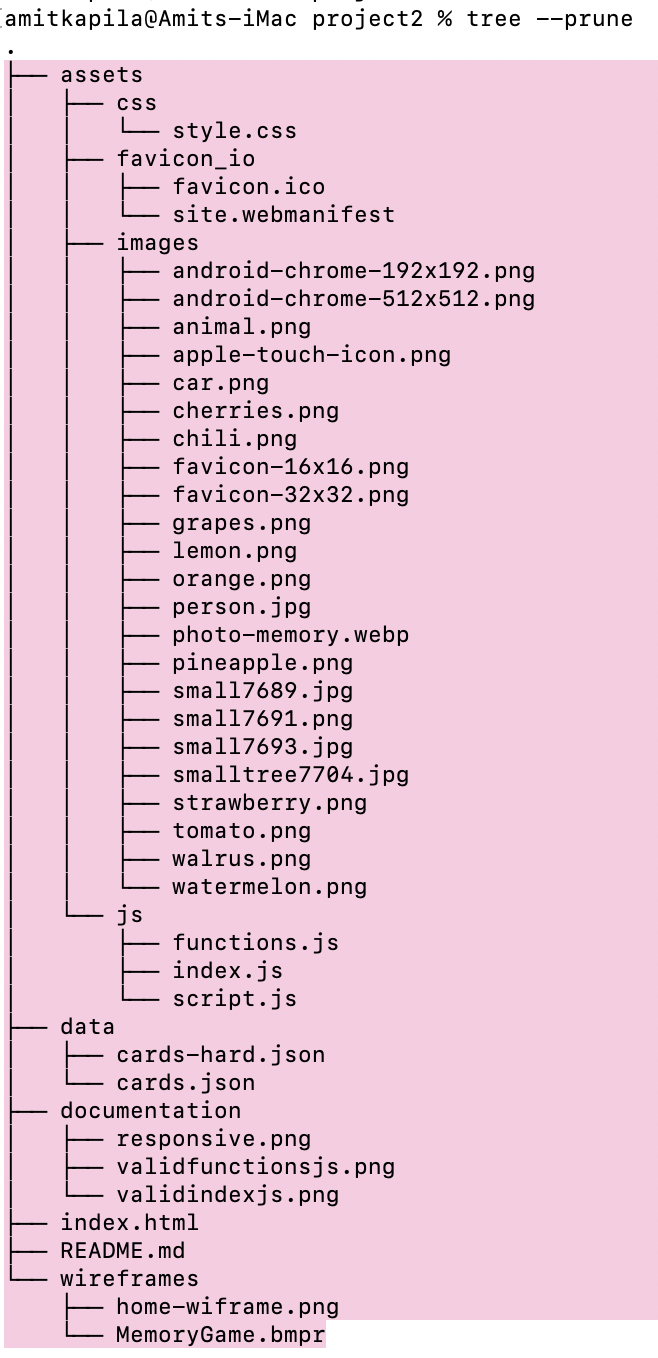 amitkapila@Amits-iMac project2 % tree --prune
.
├── assets
│   ├── css
│   │   └── style.css
│   ├── favicon_io
│   │   ├── favicon.ico
│   │   └── site.webmanifest
│   ├── images
│   │   ├── android-chrome-192x192.png
│   │   ├── android-chrome-512x512.png
│   │   ├── animal.png
│   │   ├── apple-touch-icon.png
│   │   ├── car.png
│   │   ├── cherries.png
│   │   ├── chili.png
│   │   ├── favicon-16x16.png
│   │   ├── favicon-32x32.png
│   │   ├── grapes.png
│   │   ├── lemon.png
│   │   ├── orange.png
│   │   ├── person.jpg
│   │   ├── photo-memory.webp
│   │   ├── pineapple.png
│   │   ├── small7689.jpg
│   │   ├── small7691.png
│   │   ├── small7693.jpg
│   │   ├── smalltree7704.jpg
│   │   ├── strawberry.png
│   │   ├── tomato.png
│   │   ├── walrus.png
│   │   └── watermelon.png
│   └── js
│       ├── functions.js
│       ├── index.js
│       └── script.js
├── data
│   ├── cards-hard.json
│   └── cards.json
├── documentation
│   ├── responsive.png
│   ├── validfunctionsjs.png
│   └── validindexjs.png
├── index.html
├── README.md
└── wireframes
    ├── home-wiframe.png
    └── MemoryGame.bmpr